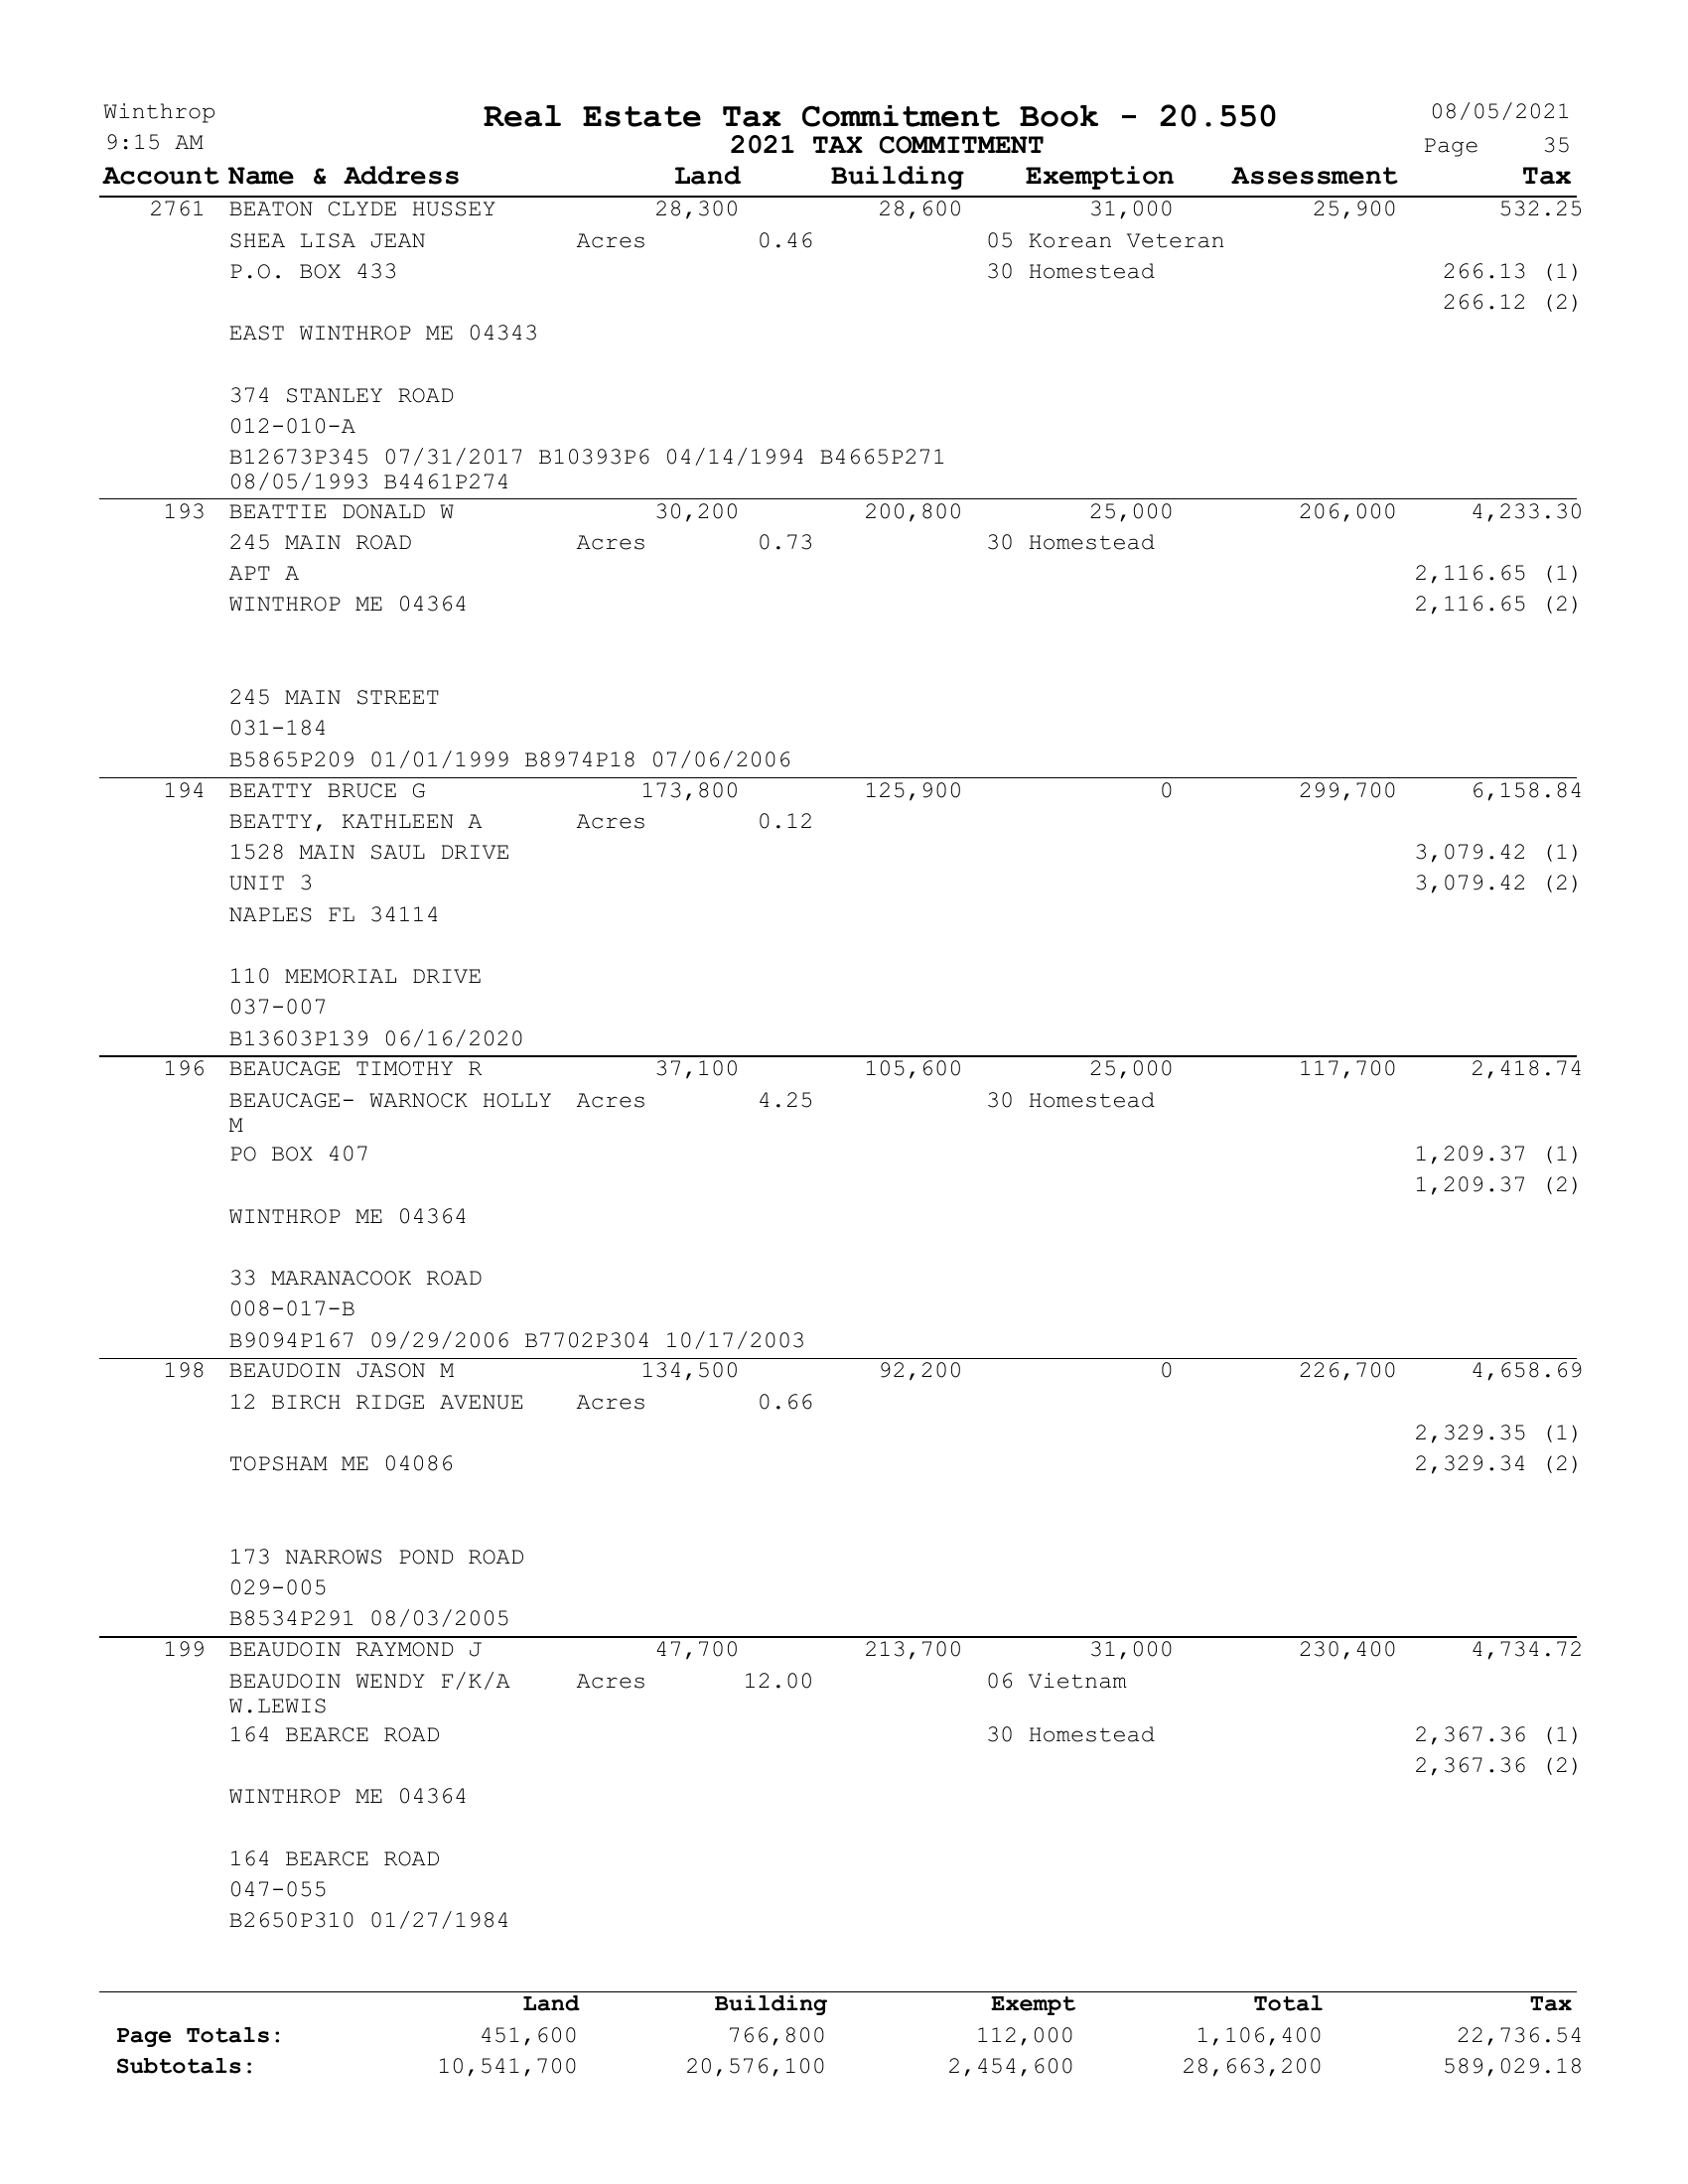 Winthrop Real Estate Tax Commitment Book - 20.550 08/05/2021
9:15 AM 2021 TAX COMMITMENT Page 35
Account Name & Address Land Building Exemption Assessment Tax
2761 BEATON CLYDE HUSSEY 28,300 28,600 31,000 25,900 532.25
SHEA LISA JEAN Acres 0.46 05 Korean Veteran
P.O. BOX 433 30 Homestead 266.13 (1)
266.12 (2)
EAST WINTHROP ME 04343
374 STANLEY ROAD
012-010-A
B12673P345 07/31/2017 B10393P6 04/14/1994 B4665P271
08/05/1993 B4461P274
193 BEATTIE DONALD W 30,200 200,800 25,000 206,000 4,233.30
245 MAIN ROAD Acres 0.73 30 Homestead
APT A 2,116.65 (1)
WINTHROP ME 04364 2,116.65 (2)
245 MAIN STREET
031-184
B5865P209 01/01/1999 B8974P18 07/06/2006
194 BEATTY BRUCE G 173,800 125,900 0 299,700 6,158.84
BEATTY, KATHLEEN A Acres 0.12
1528 MAIN SAUL DRIVE 3,079.42 (1)
UNIT 3 3,079.42 (2)
NAPLES FL 34114
110 MEMORIAL DRIVE
037-007
B13603P139 06/16/2020
196 BEAUCAGE TIMOTHY R 37,100 105,600 25,000 117,700 2,418.74
BEAUCAGE- WARNOCK HOLLY Acres 4.25 30 Homestead
M
PO BOX 407 1,209.37 (1)
1,209.37 (2)
WINTHROP ME 04364
33 MARANACOOK ROAD
008-017-B
B9094P167 09/29/2006 B7702P304 10/17/2003
198 BEAUDOIN JASON M 134,500 92,200 0 226,700 4,658.69
12 BIRCH RIDGE AVENUE Acres 0.66
2,329.35 (1)
TOPSHAM ME 04086 2,329.34 (2)
173 NARROWS POND ROAD
029-005
B8534P291 08/03/2005
199 BEAUDOIN RAYMOND J 47,700 213,700 31,000 230,400 4,734.72
BEAUDOIN WENDY F/K/A Acres 12.00 06 Vietnam
W.LEWIS
164 BEARCE ROAD 30 Homestead 2,367.36 (1)
2,367.36 (2)
WINTHROP ME 04364
164 BEARCE ROAD
047-055
B2650P310 01/27/1984
Land Building Exempt Total Tax
Page Totals: 451,600 766,800 112,000 1,106,400 22,736.54
Subtotals: 10,541,700 20,576,100 2,454,600 28,663,200 589,029.18